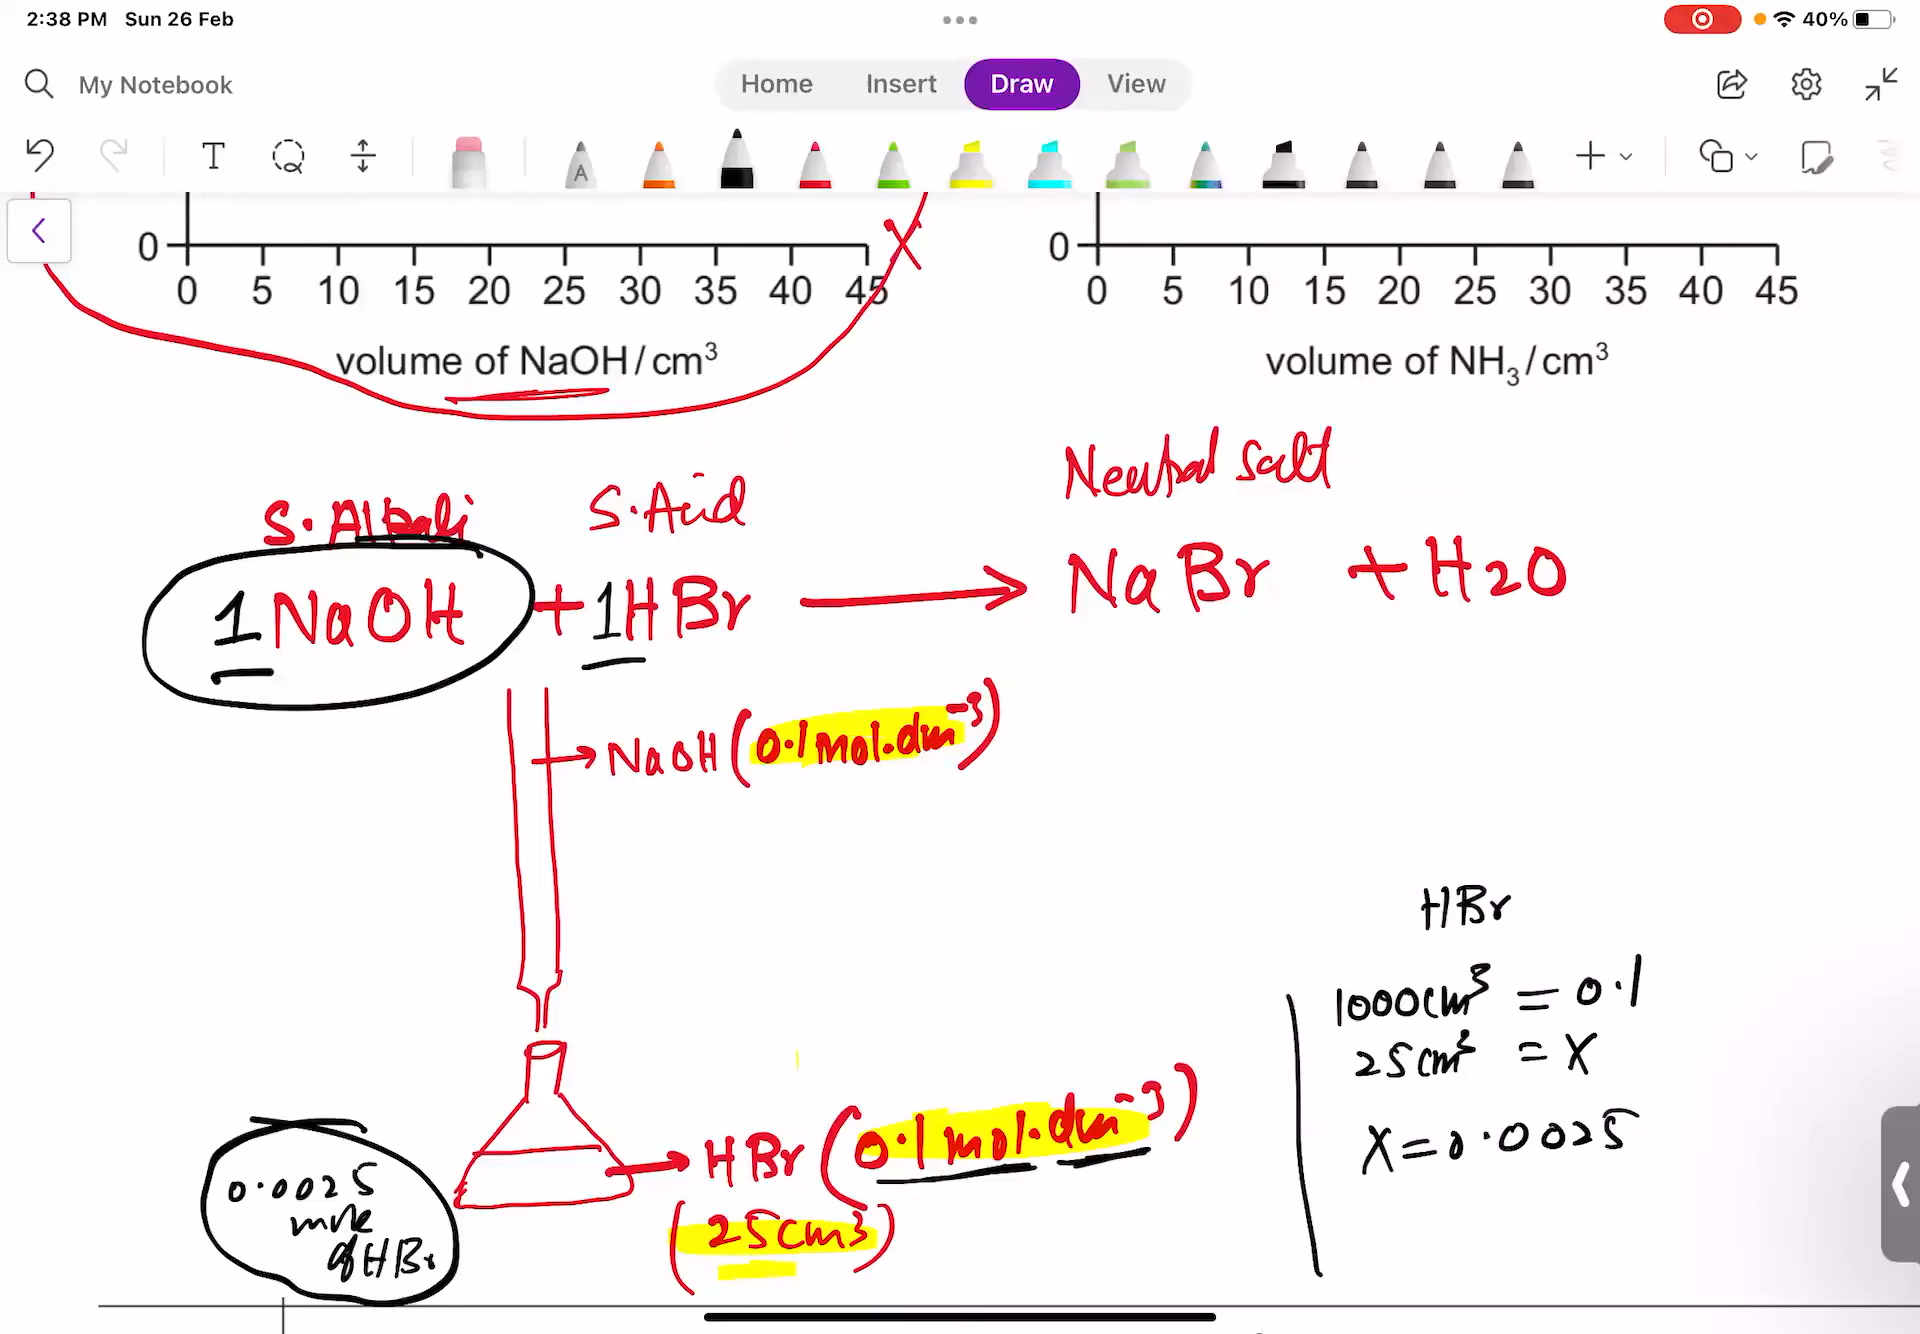 2:38 PM Sun 26 Feb
40%
My Notebook
Home Insert Draw View
T
A
0
0 5 10 15 20 25 30 35 40 45
volume of NaOH/cm³
0
0 5 10 15 20 25 30 35 40 45
volume of NH₃/cm³
S.Alkali S.Acid Neutral salt
1NaOH + 1HBr → NaBr + H2O
→ NaOH (0.1 mol.dm⁻³)
HBr
1000cm³ = 0.1
25cm³ = X
X = 0.0025
→ HBr (0.1 mol.dm⁻³)
(25cm3)
0.0025
mole
of HBr